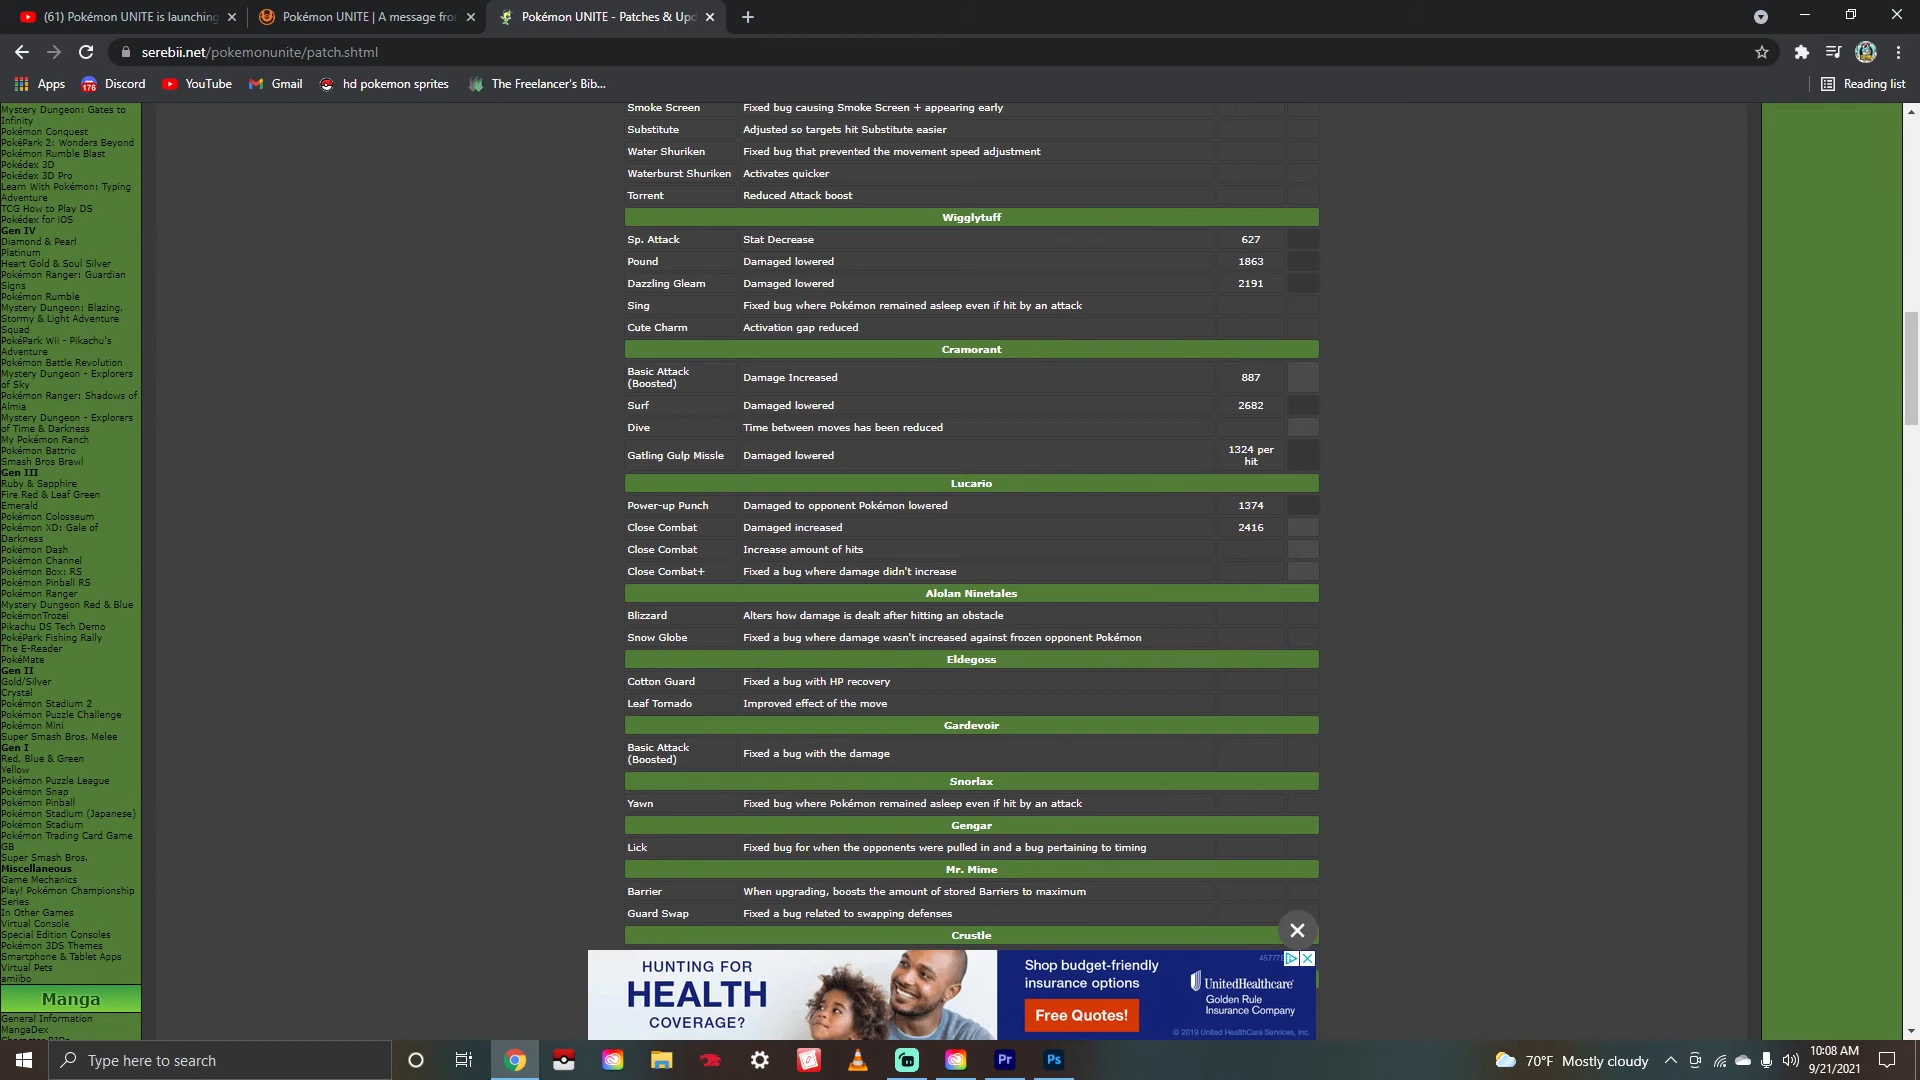 (61) Pokémon UNITE is launching
Pokémon UNITE | A message fro
Pokémon UNITE - Patches & Upd
serebii.net/pokemonunite/patch.shtml
Apps
176
Discord
YouTube
Gmail
hd pokemon sprites
The Freelancer's Bib...
Reading list
Mystery Dungeon: Gates to
Infinity
Pokémon Conquest
PokéPark 2: Wonders Beyond
Pokémon Rumble Blast
Pokédex 3D
Pokédex 3D Pro
Learn With Pokémon: Typing
Adventure
TCG How to Play DS
Pokédex for iOS
Gen IV
Diamond & Pearl
Platinum
Heart Gold & Soul Silver
Pokémon Ranger: Guardian
Signs
Pokémon Rumble
Mystery Dungeon: Blazing,
Stormy & Light Adventure
Squad
PokéPark Wii - Pikachu's
Adventure
Pokémon Battle Revolution
Mystery Dungeon - Explorers
of Sky
Pokémon Ranger: Shadows of
Almia
Mystery Dungeon - Explorers
of Time & Darkness
My Pokémon Ranch
Pokémon Battrio
Smash Bros Brawl
Gen III
Ruby & Sapphire
Fire Red & Leaf Green
Emerald
Pokémon Colosseum
Pokémon XD: Gale of
Darkness
Pokémon Dash
Pokémon Channel
Pokémon Box: RS
Pokémon Pinball RS
Pokémon Ranger
Mystery Dungeon Red & Blue
PokémonTrozei
Pikachu DS Tech Demo
PokéPark Fishing Rally
The E-Reader
PokéMate
Gen II
Gold/Silver
Crystal
Pokémon Stadium 2
Pokémon Puzzle Challenge
Pokémon Mini
Super Smash Bros. Melee
Gen I
Red, Blue & Green
Yellow
Pokémon Puzzle League
Pokémon Snap
Pokémon Pinball
Pokémon Stadium (Japanese)
Pokémon Stadium
Pokémon Trading Card Game
GB
Super Smash Bros.
Miscellaneous
Game Mechanics
Play! Pokémon Championship
Series
In Other Games
Virtual Console
Special Edition Consoles
Pokémon 3DS Themes
Smartphone & Tablet Apps
Virtual Pets
amiibo
Manga
General Information
MangaDex
Smoke Screen Fixed bug causing Smoke Screen + appearing early
Substitute Adjusted so targets hit Substitute easier
Water Shuriken Fixed bug that prevented the movement speed adjustment
Waterburst Shuriken Activates quicker
Torrent Reduced Attack boost
Wigglytuff
Sp. Attack Stat Decrease 627
Pound Damaged lowered 1863
Dazzling Gleam Damaged lowered 2191
Sing Fixed bug where Pokémon remained asleep even if hit by an attack
Cute Charm Activation gap reduced
Cramorant
Basic Attack
(Boosted) Damage Increased 887
Surf Damaged lowered 2682
Dive Time between moves has been reduced
Gatling Gulp Missle Damaged lowered 1324 per
hit
Lucario
Power-up Punch Damaged to opponent Pokémon lowered 1374
Close Combat Damaged increased 2416
Close Combat Increase amount of hits
Close Combat+ Fixed a bug where damage didn't increase
Alolan Ninetales
Blizzard Alters how damage is dealt after hitting an obstacle
Snow Globe Fixed a bug where damage wasn't increased against frozen opponent Pokémon
Eldegoss
Cotton Guard Fixed a bug with HP recovery
Leaf Tornado Improved effect of the move
Gardevoir
Basic Attack
(Boosted) Fixed a bug with the damage
Snorlax
Yawn Fixed bug where Pokémon remained asleep even if hit by an attack
Gengar
Lick Fixed bug for when the opponents were pulled in and a bug pertaining to timing
Mr. Mime
Barrier When upgrading, boosts the amount of stored Barriers to maximum
Guard Swap Fixed a bug related to swapping defenses
Crustle
HUNTING FOR
HEALTH
COVERAGE?
Shop budget-friendly
insurance options
Free Quotes!
UnitedHealthcare
Golden Rule
Insurance Company
© 2019 United HealthCare Services, Inc.
Type here to search
Pr
Ps
70°F Mostly cloudy
10:08 AM
9/21/2021